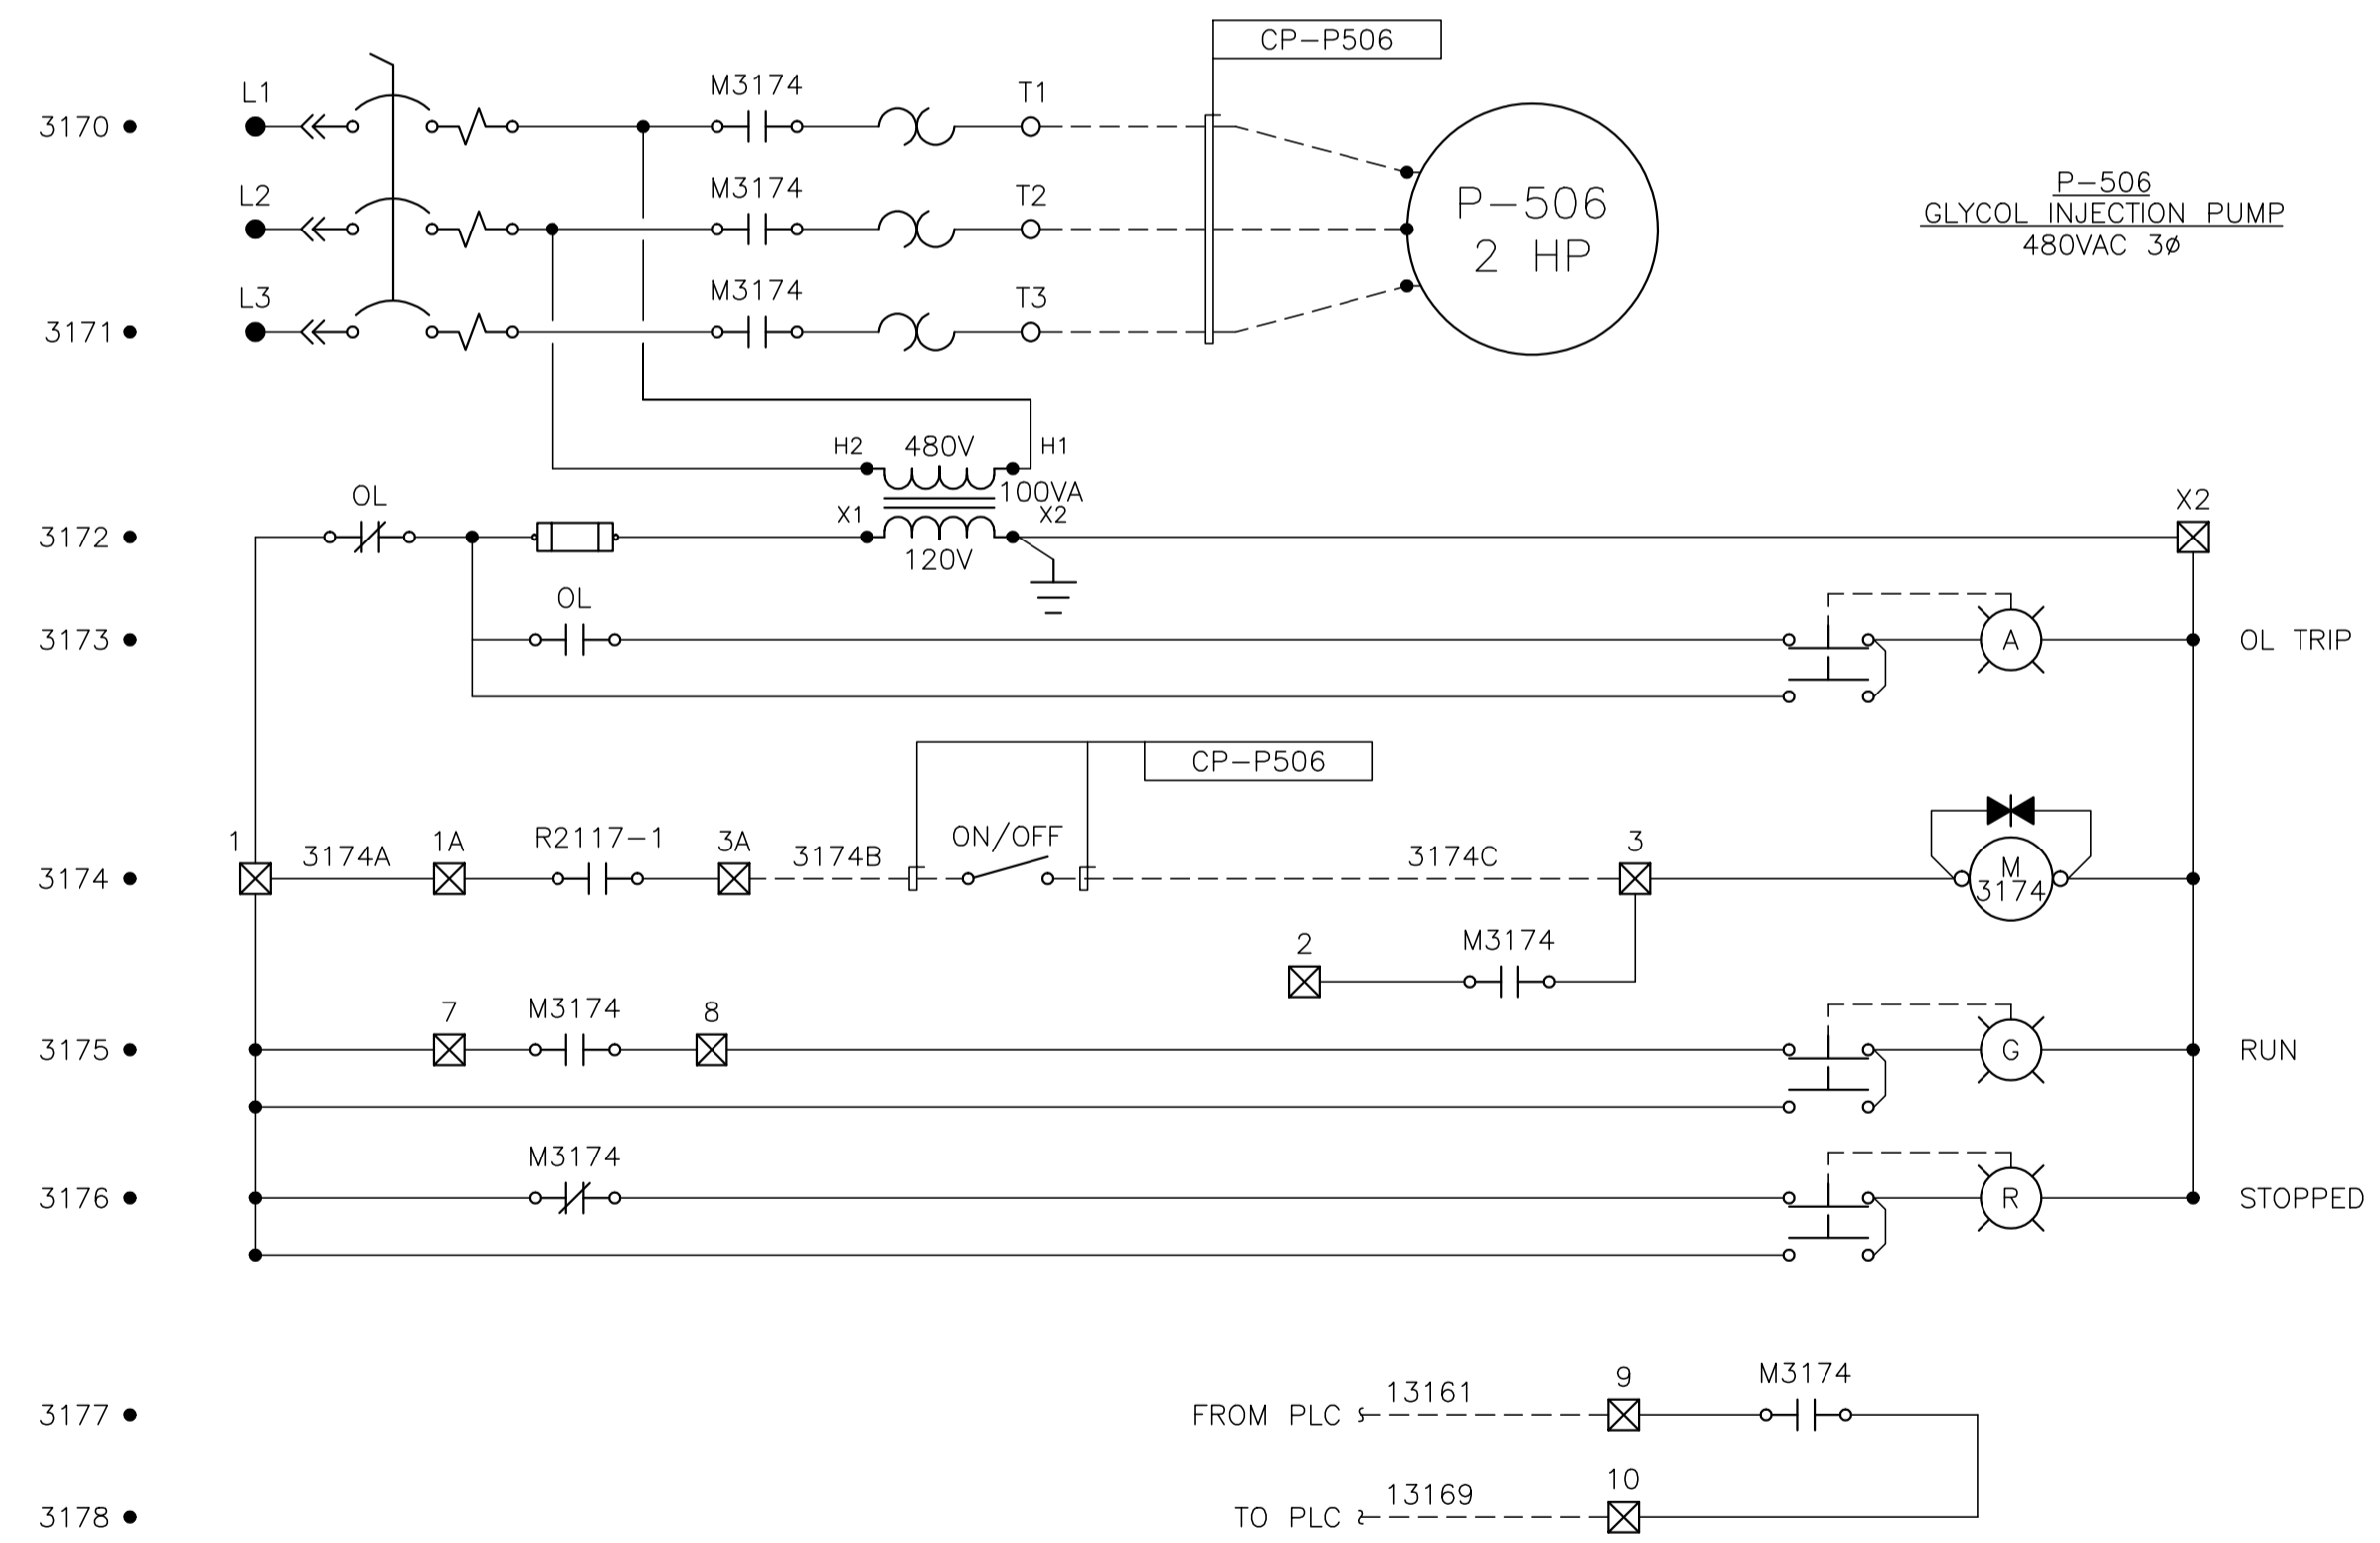 CP-P506
L1 M3174 T1
3170
P-506
GLYCOL INJECTION PUMP
480VAC 3ø
L2 M3174 T2
P-506
2 HP
L3 M3174 T3
3171
H2 480V H1
100VA
OL X1 X2 X2
3172
120V
OL
3173 A OL TRIP
CP-P506
1 3174A 1A R2117-1 3A 3174B ON/OFF 3174C 3
3174 M
3174
2 M3174
7 M3174 8
3175 G RUN
M3174
3176 R STOPPED
13161 9 M3174
3177 FROM PLC
13169 10
3178 TO PLC